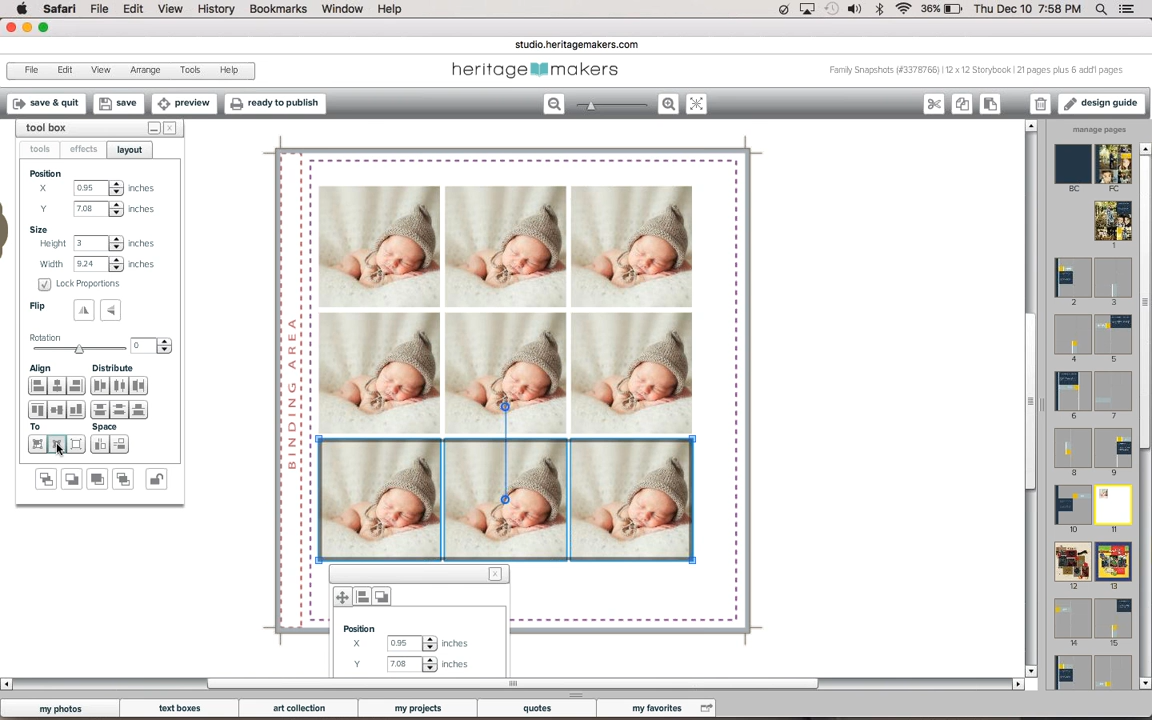 Safari File Edit View History Bookmarks Window Help 36% Thu Dec 10 7:58 PM
studio.heritagemakers.com
File Edit View Arrange Tools Help
heritage makers
Family Snapshots (#3378766) | 12 x 12 Storybook | 21 pages plus 6 add'l pages
save & quit save preview ready to publish design guide
tool box
tools effects layout
Position
X 0.95 inches
Y 7.08 inches
Size
Height 3 inches
Width 9.24 inches
Lock Proportions
Flip
Rotation 0
Align Distribute
To Space
BINDING AREA
Position
X 0.95 inches
Y 7.08 inches
manage pages
BC FC
1
2 3
4 5
6 7
8 9
10 11
12 13
14 15
my photos text boxes art collection my projects quotes my favorites